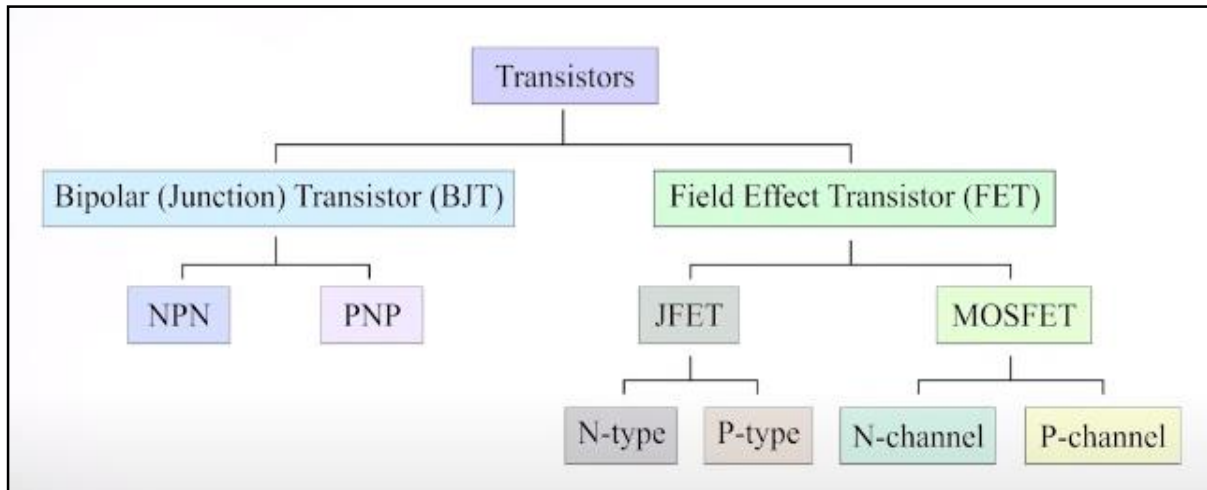 Transistors
Bipolar (Junction) Transistor (BJT)
Field Effect Transistor (FET)
NPN
PNP
JFET
MOSFET
N-type
P-type
N-channel
P-channel